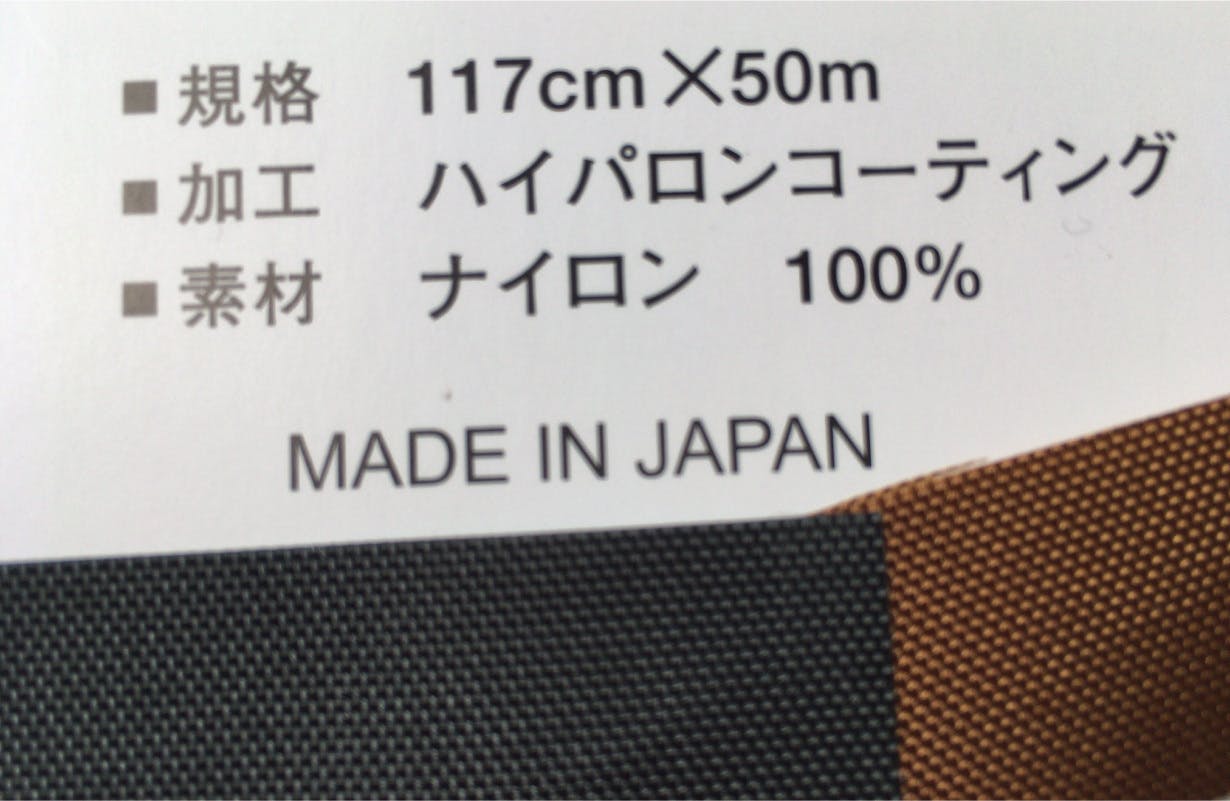 ■規格 117cm×50m
■加工 ハイパロンコーティング
■素材 ナイロン 100%
MADE IN JAPAN